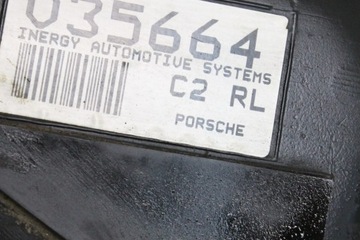 035664
INERGY AUTOMOTIVE SYSTEMS
C2 RL
PORSCHE